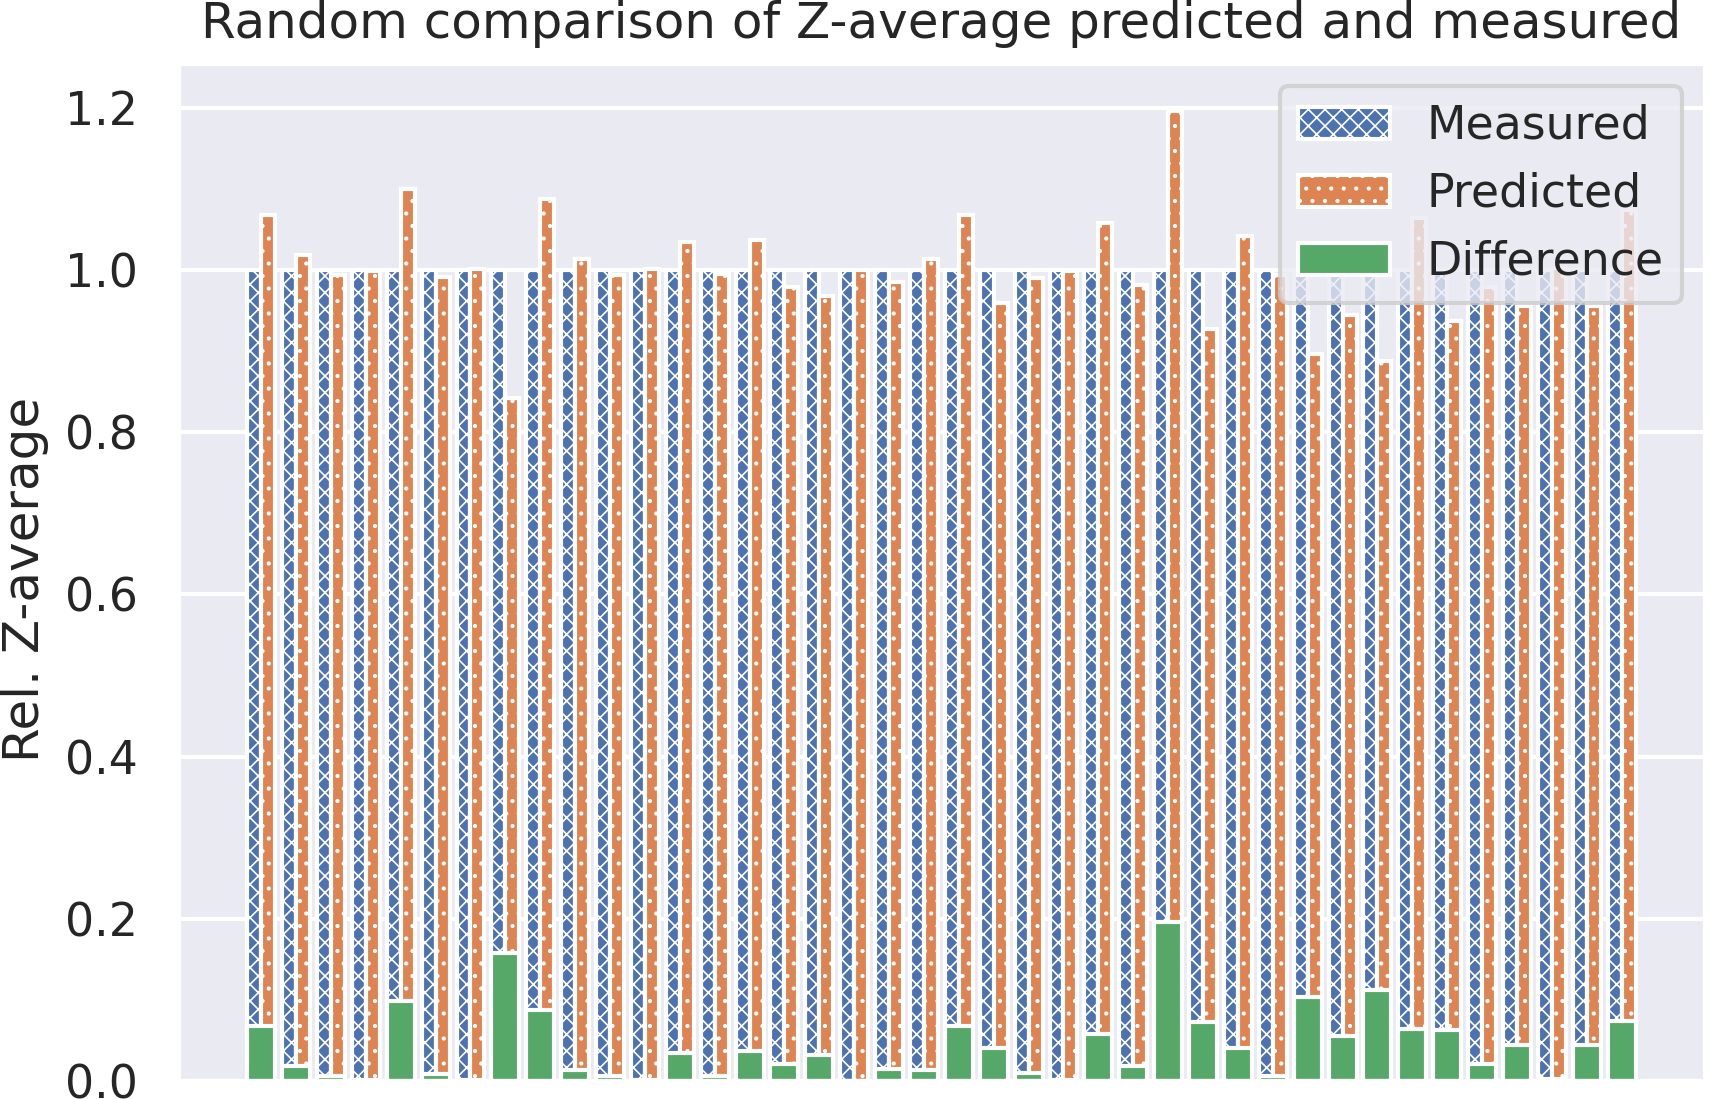 Random comparison of Z-average predicted and measured
1.2
1.0
0.8
0.6
0.4
0.2
0.0
Rel. Z-average
Measured
Predicted
Difference